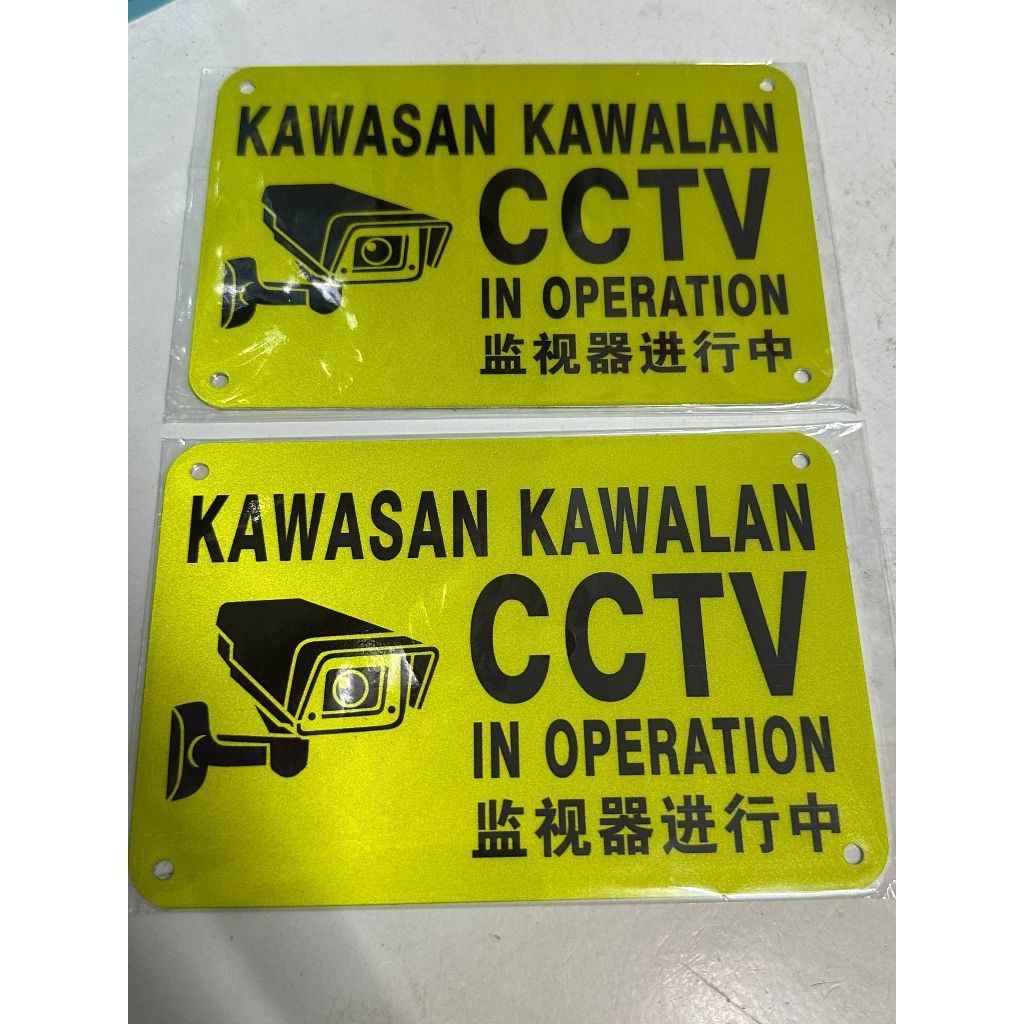 KAWASAN KAWALAN
CCTV
IN OPERATION
监视器进行中
KAWASAN KAWALAN
CCTV
IN OPERATION
监视器进行中